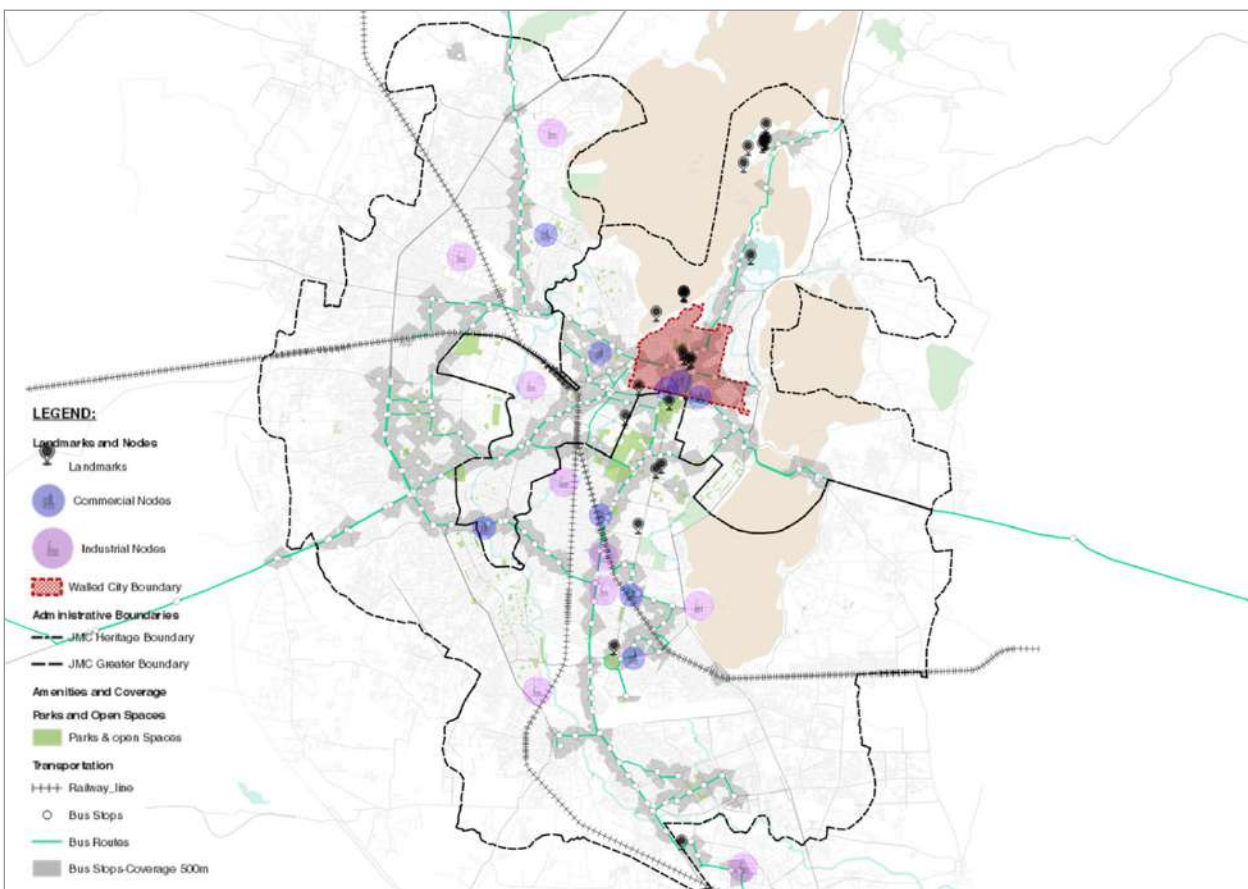 LEGEND:
Landmarks and Nodes
Landmarks
Commercial Nodes
Industrial Nodes
Walled City Boundary
Administrative Boundaries
JMC Heritage Boundary
JMC Greater Boundary
Amenities and Coverage
Parks and Open Spaces
Parks & open Spaces
Transportation
Railway_line
Bus Stops
Bus Routes
Bus Stops-Coverage 500m